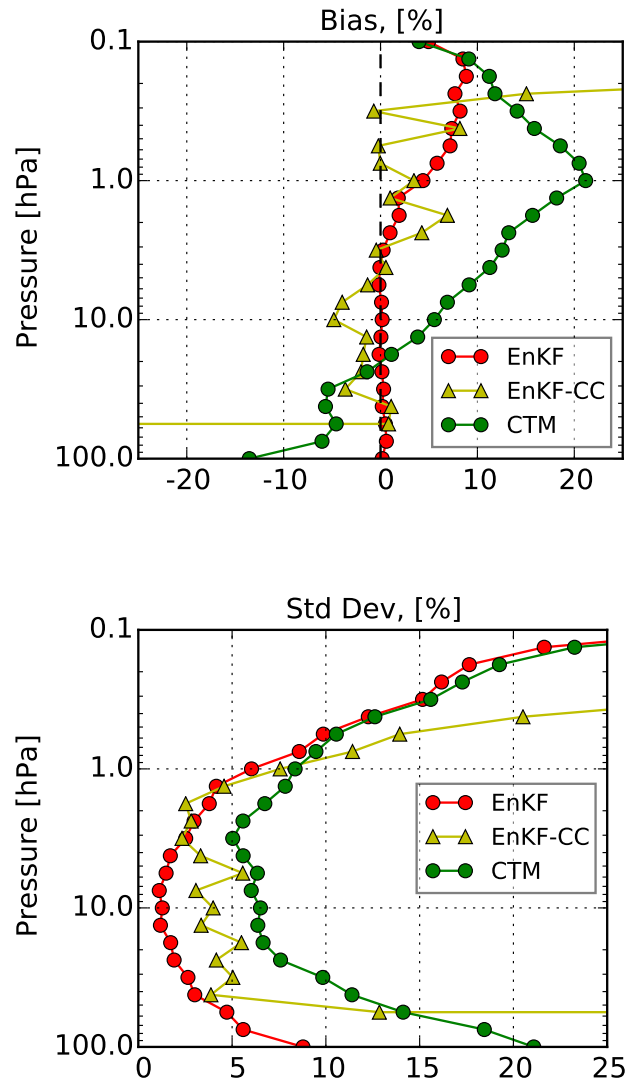 Bias, [%]
0.1
1.0
10.0
100.0
Pressure [hPa]
EnKF
EnKF-CC
CTM
-20 -10 0 10 20
Std Dev, [%]
0.1
1.0
10.0
100.0
Pressure [hPa]
EnKF
EnKF-CC
CTM
0 5 10 15 20 25